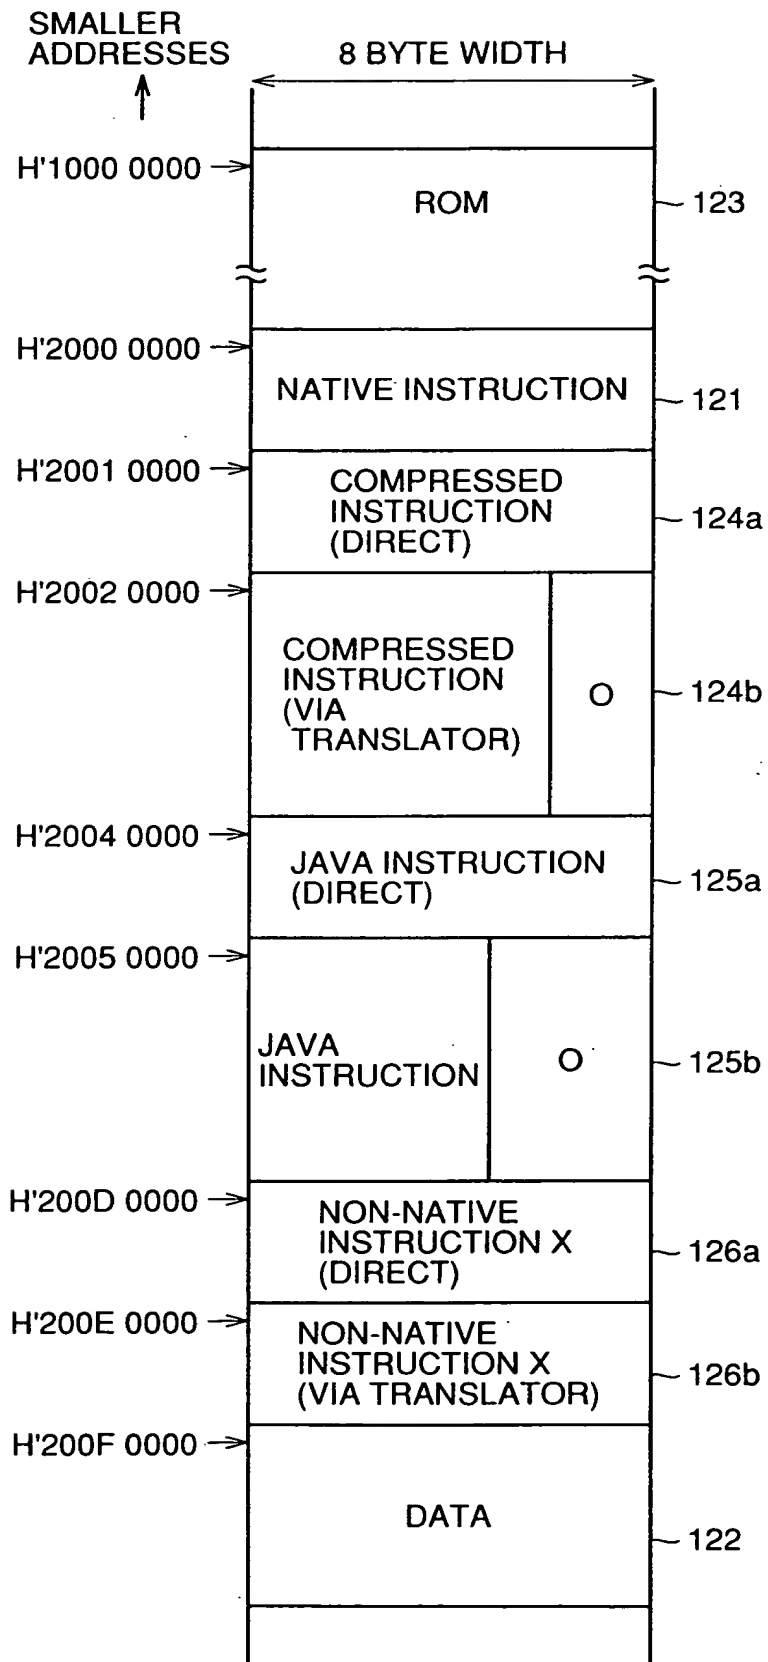 SMALLER
ADDRESSES
8 BYTE WIDTH
H'1000 0000
ROM
123
H'2000 0000
NATIVE INSTRUCTION
121
H'2001 0000
COMPRESSED
INSTRUCTION
(DIRECT)
124a
H'2002 0000
COMPRESSED
INSTRUCTION
(VIA
TRANSLATOR)
O
124b
H'2004 0000
JAVA INSTRUCTION
(DIRECT)
125a
H'2005 0000
JAVA
INSTRUCTION
O
125b
H'200D 0000
NON-NATIVE
INSTRUCTION X
(DIRECT)
126a
H'200E 0000
NON-NATIVE
INSTRUCTION X
(VIA TRANSLATOR)
126b
H'200F 0000
DATA
122